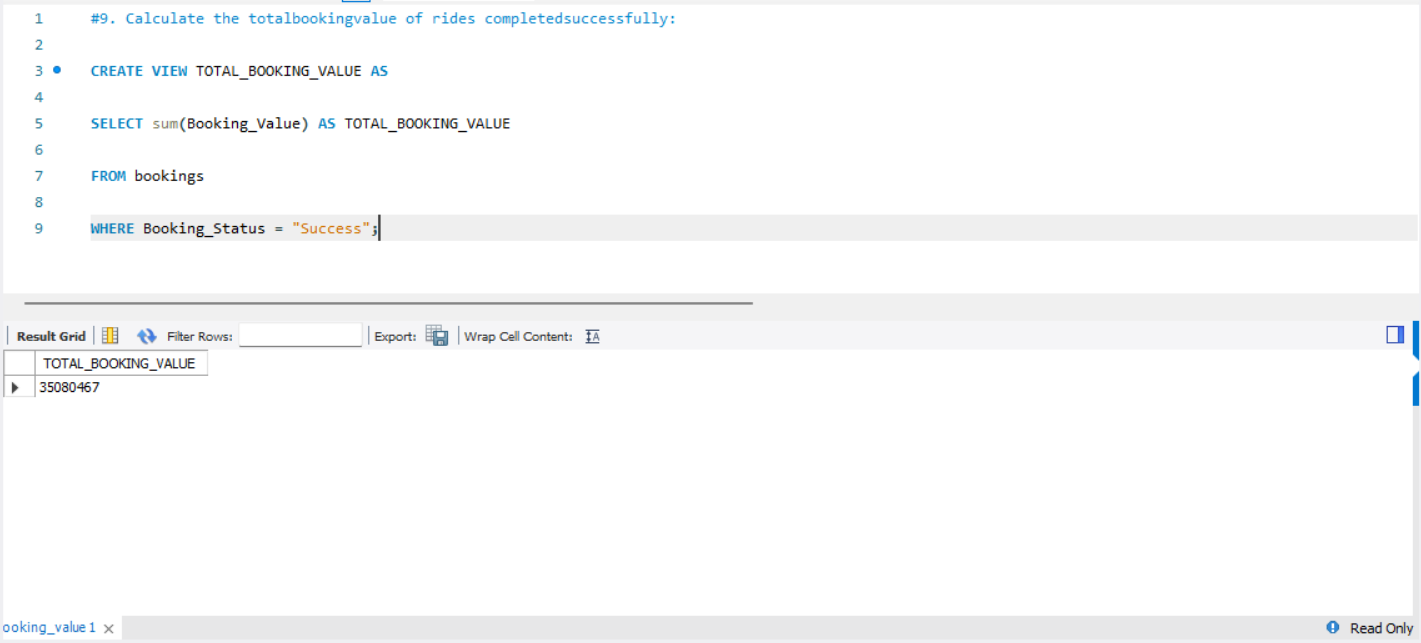 1 #9. Calculate the totalbookingvalue of rides completedsuccessfully:
2
3 CREATE VIEW TOTAL_BOOKING_VALUE AS
4
5 SELECT sum(Booking_Value) AS TOTAL_BOOKING_VALUE
6
7 FROM bookings
8
9 WHERE Booking_Status = "Success";
Result Grid Filter Rows: Export: Wrap Cell Content: IA
TOTAL_BOOKING_VALUE
35080467
ooking_value 1 × Read Only